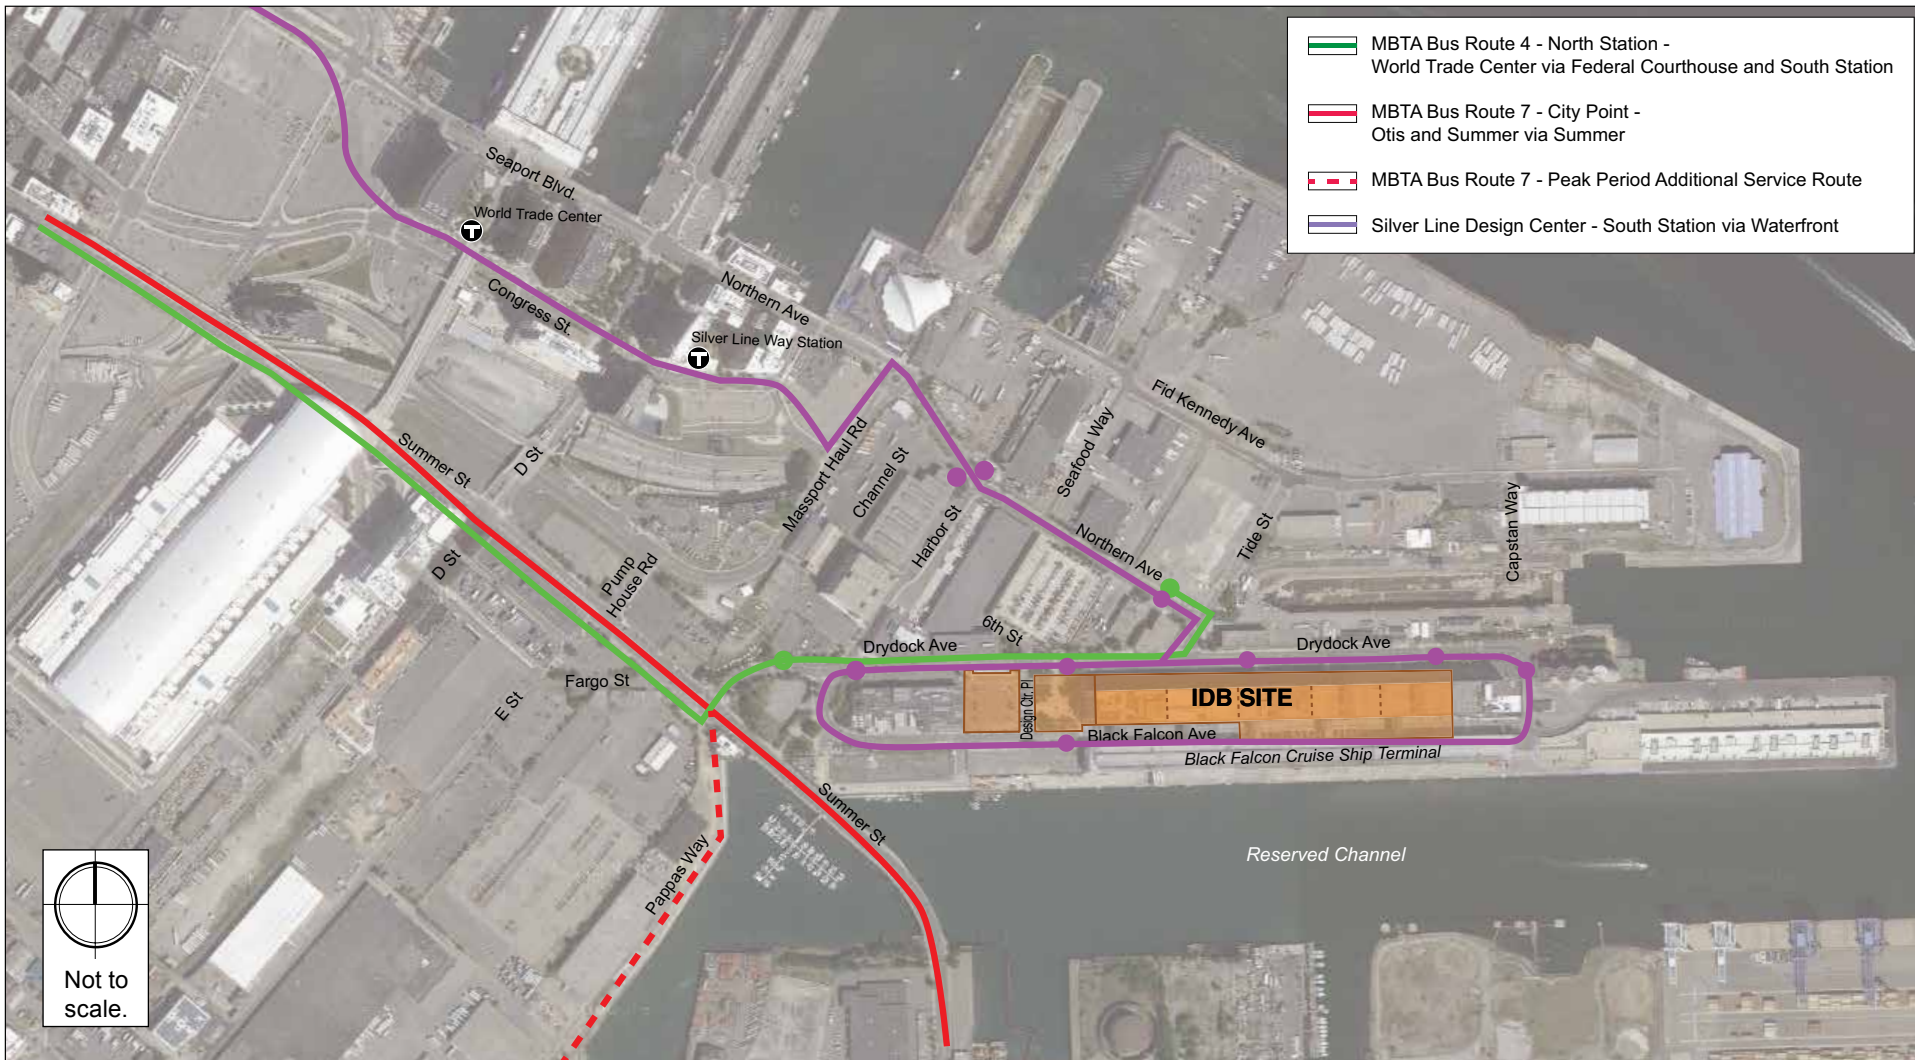 MBTA Bus Route 4 - North Station -
World Trade Center via Federal Courthouse and South Station
MBTA Bus Route 7 - City Point -
Otis and Summer via Summer
MBTA Bus Route 7 - Peak Period Additional Service Route
Silver Line Design Center - South Station via Waterfront
Seaport Blvd.
T
World Trade Center
Northern Ave
Congress St.
T
Silver Line Way Station
Fid Kennedy Ave
Summer St
D St
Massport Haul Rd
Channel St
Seafood Way
Harbor St
Northern Ave
Tide St
Capstan Way
D St
Pump
House Rd
6th St
Drydock Ave
Drydock Ave
Fargo St
E St
Design Ctr. Pl
IDB SITE
Black Falcon Ave
Black Falcon Cruise Ship Terminal
Summer St
Pappas Way
Reserved Channel
Not to
scale.